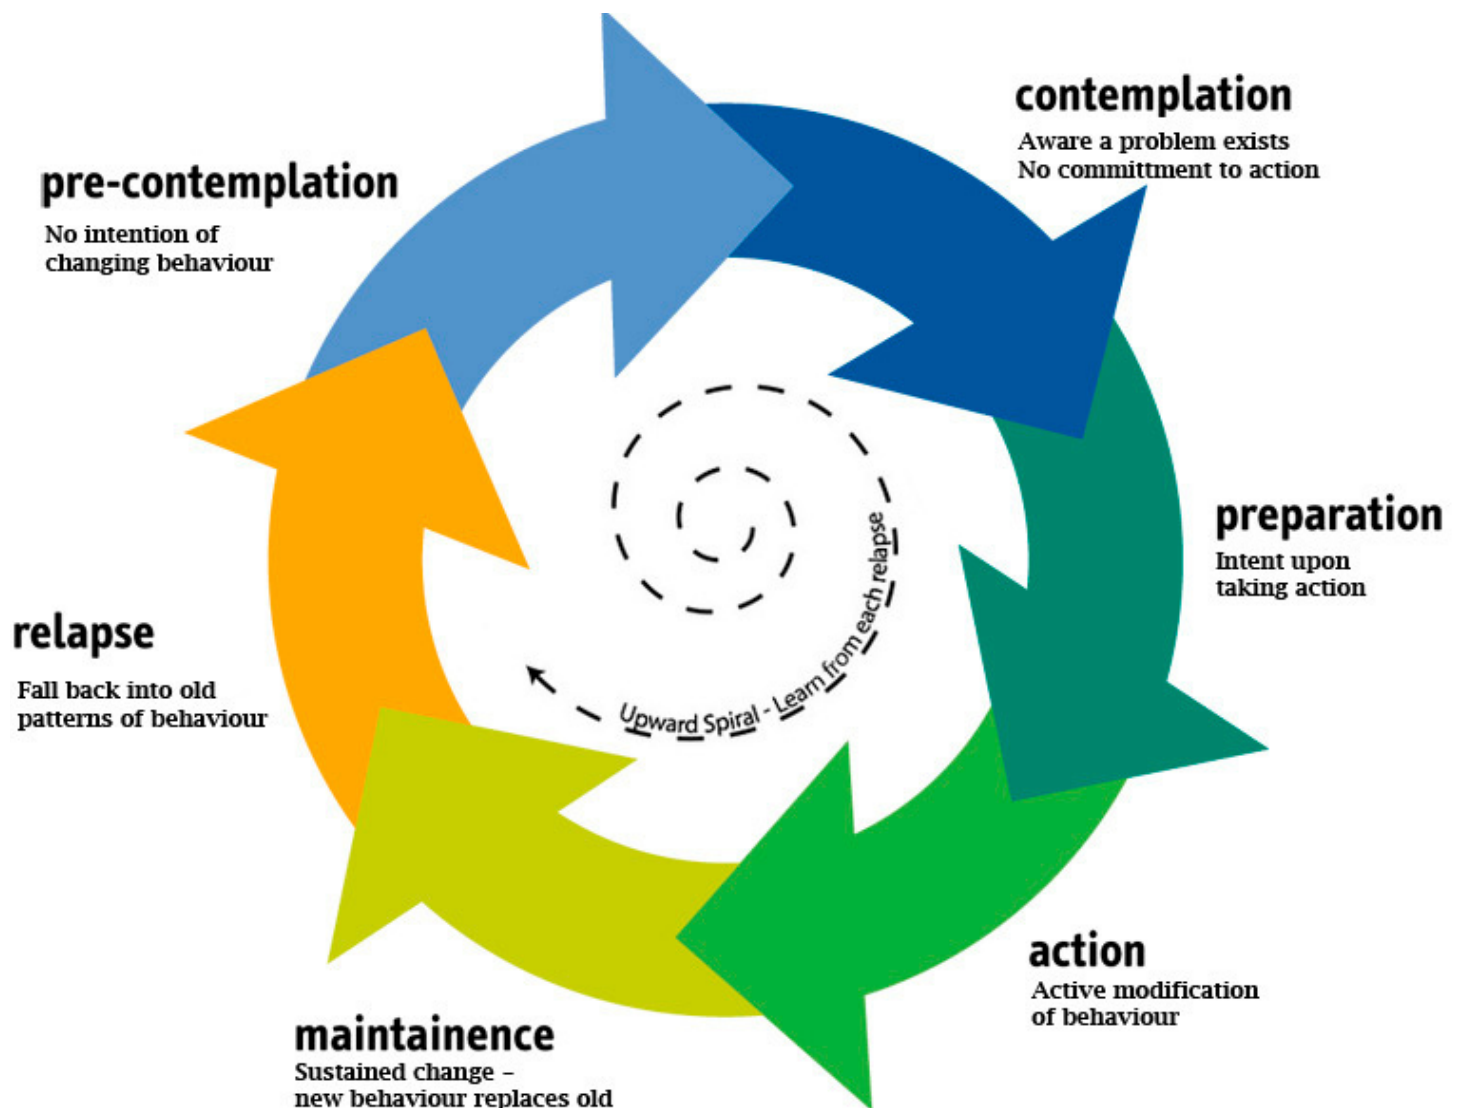 contemplation
Aware a problem exists
No committment to action
pre-contemplation
No intention of
changing behaviour
preparation
Intent upon
taking action
Upward Spiral - Learn from each relapse
relapse
Fall back into old
patterns of behaviour
action
Active modification
of behaviour
maintainence
Sustained change –
new behaviour replaces old